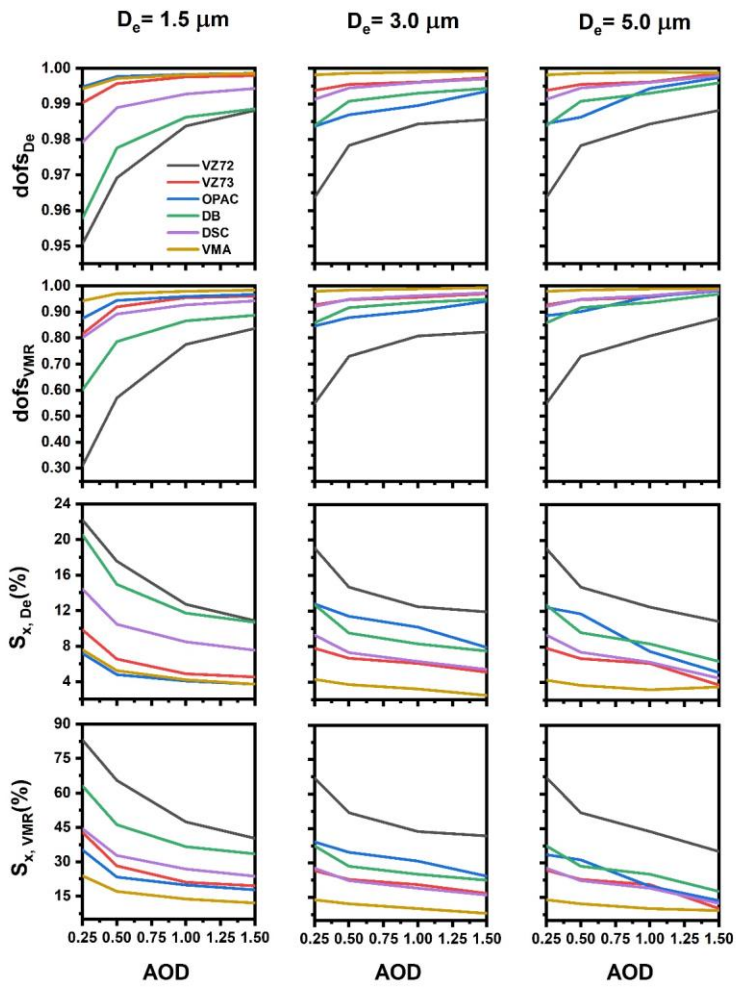 De= 1.5 μm
De= 3.0 μm
De= 5.0 μm
dofsDe
1.00
0.99
0.98
0.97
0.96
0.95
VZ72
VZ73
OPAC
DB
DSC
VMA
dofsVMR
1.00
0.90
0.80
0.70
0.60
0.50
0.40
0.30
Sx, De(%)
24
20
16
12
8
4
Sx, VMR(%)
90
75
60
45
30
15
0.25 0.50 0.75 1.00 1.25 1.50
0.25 0.50 0.75 1.00 1.25 1.50
0.25 0.50 0.75 1.00 1.25 1.50
AOD
AOD
AOD